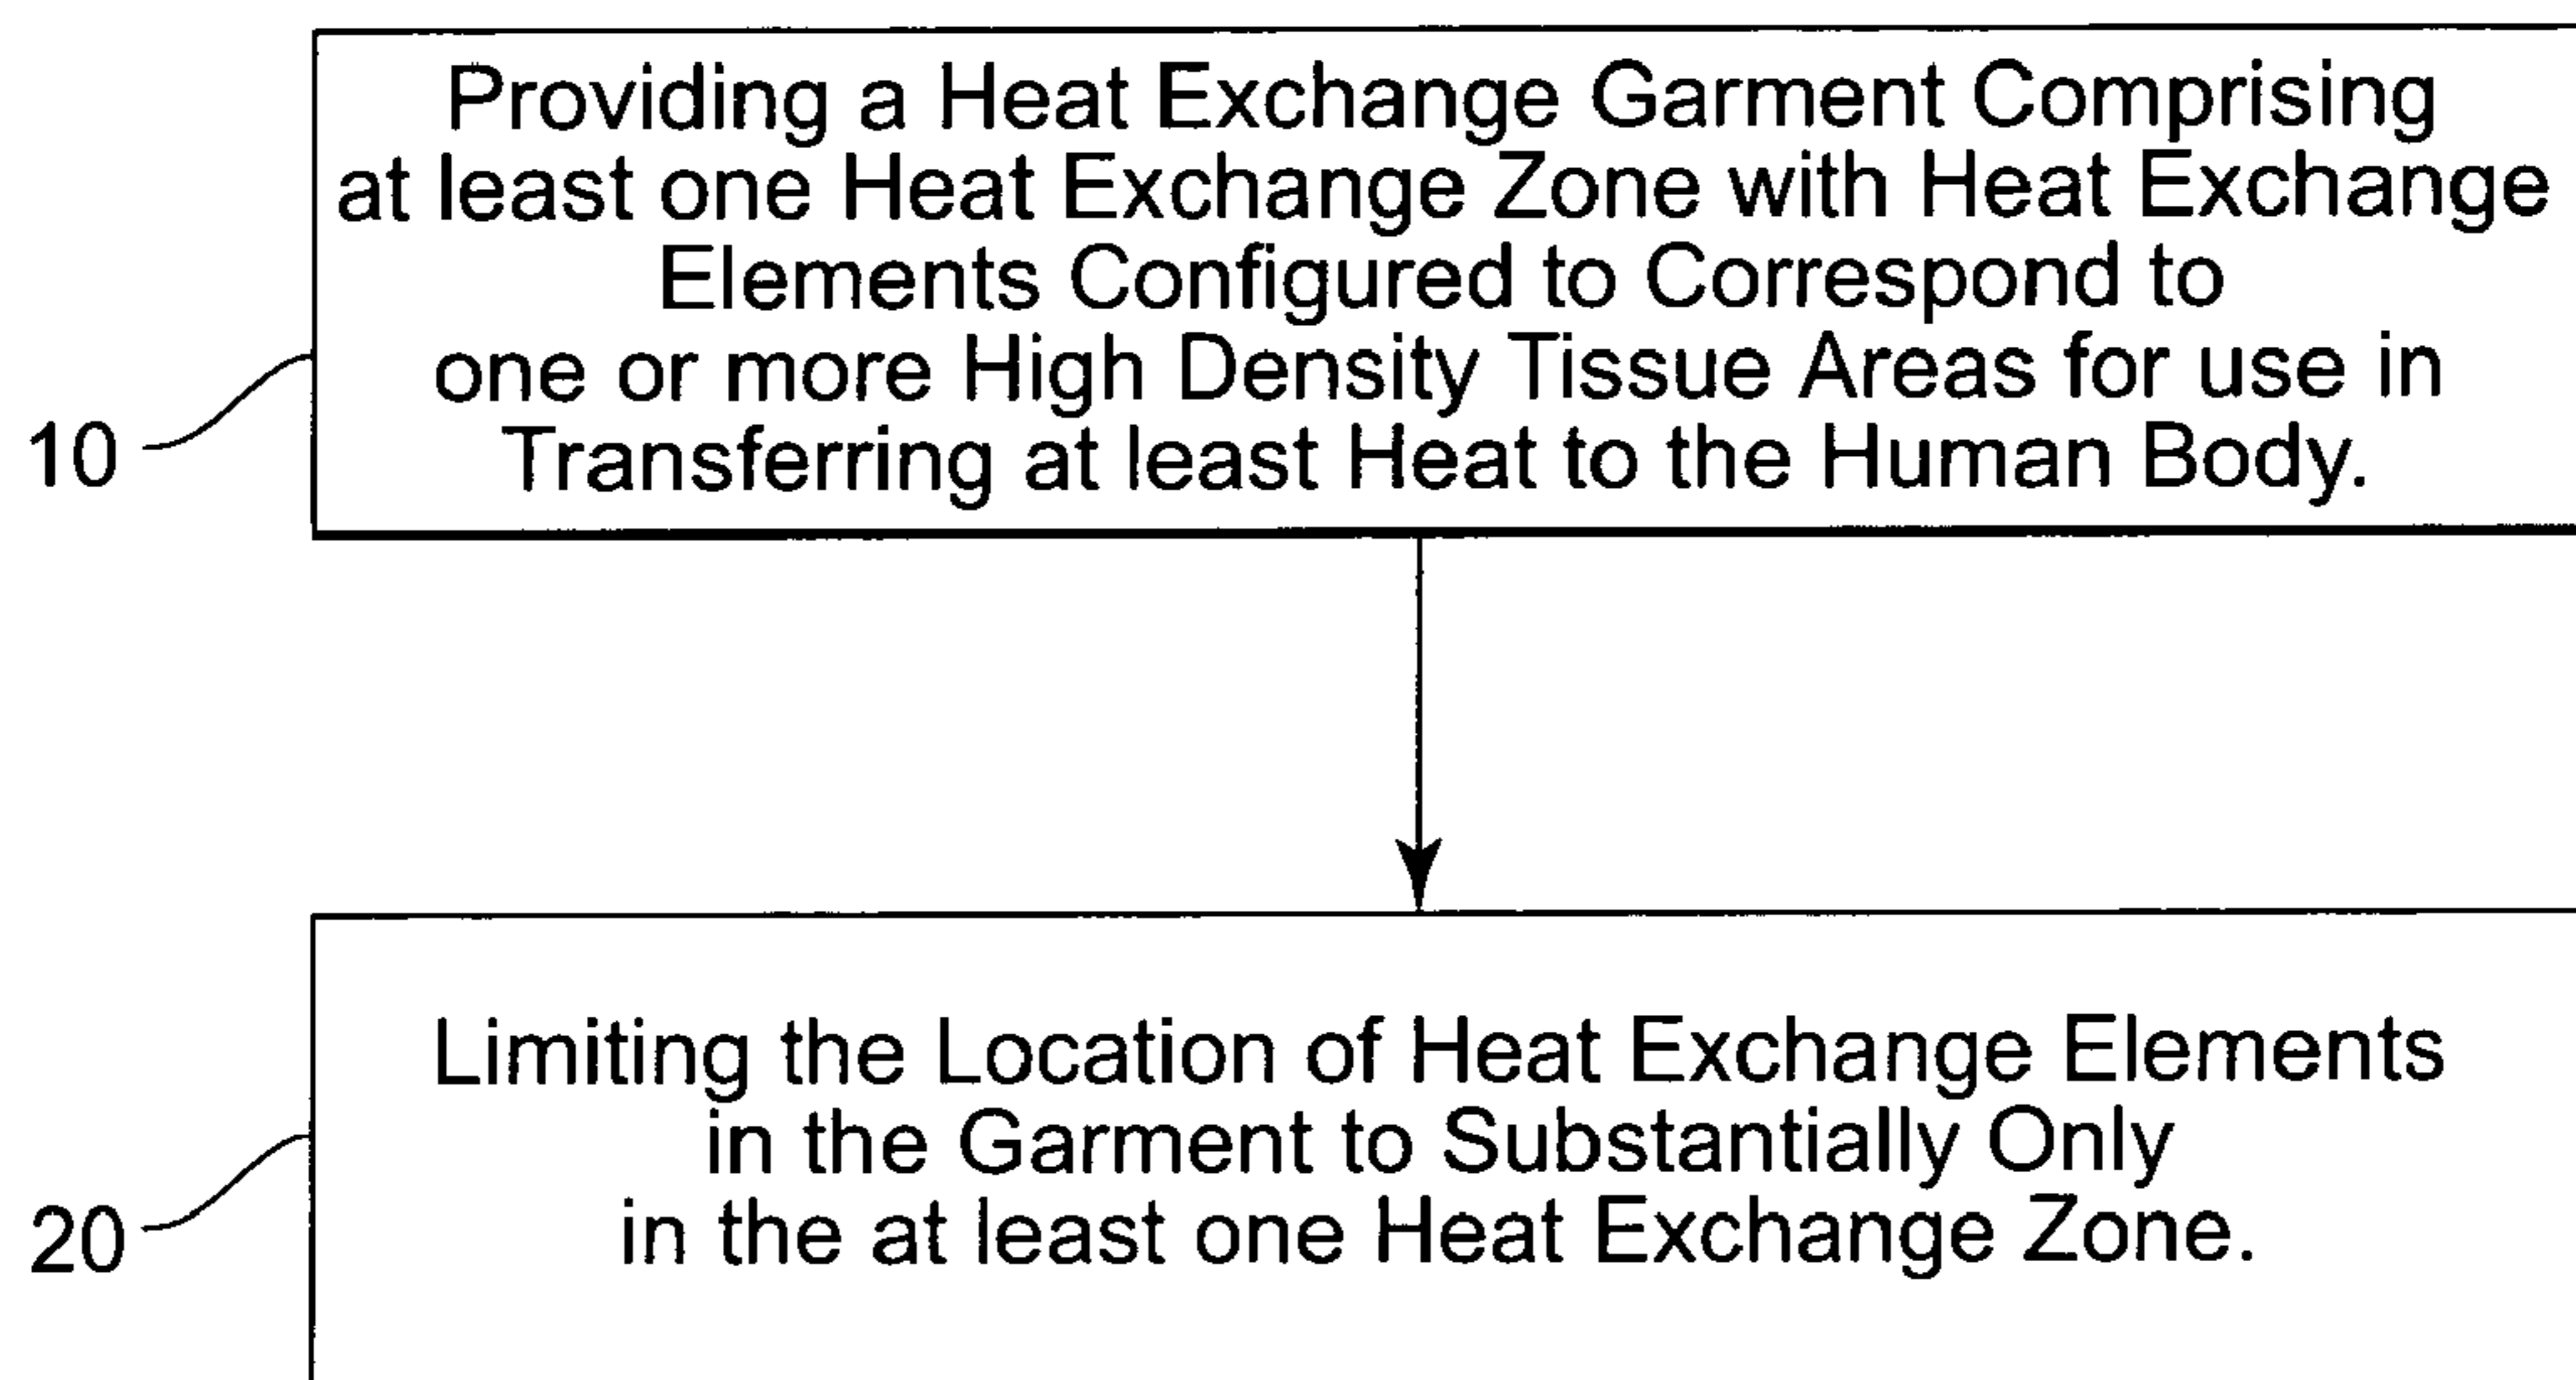 Providing a Heat Exchange Garment Comprising
at least one Heat Exchange Zone with Heat Exchange
Elements Configured to Correspond to
one or more High Density Tissue Areas for use in
Transferring at least Heat to the Human Body.
10
Limiting the Location of Heat Exchange Elements
in the Garment to Substantially Only
in the at least one Heat Exchange Zone.
20